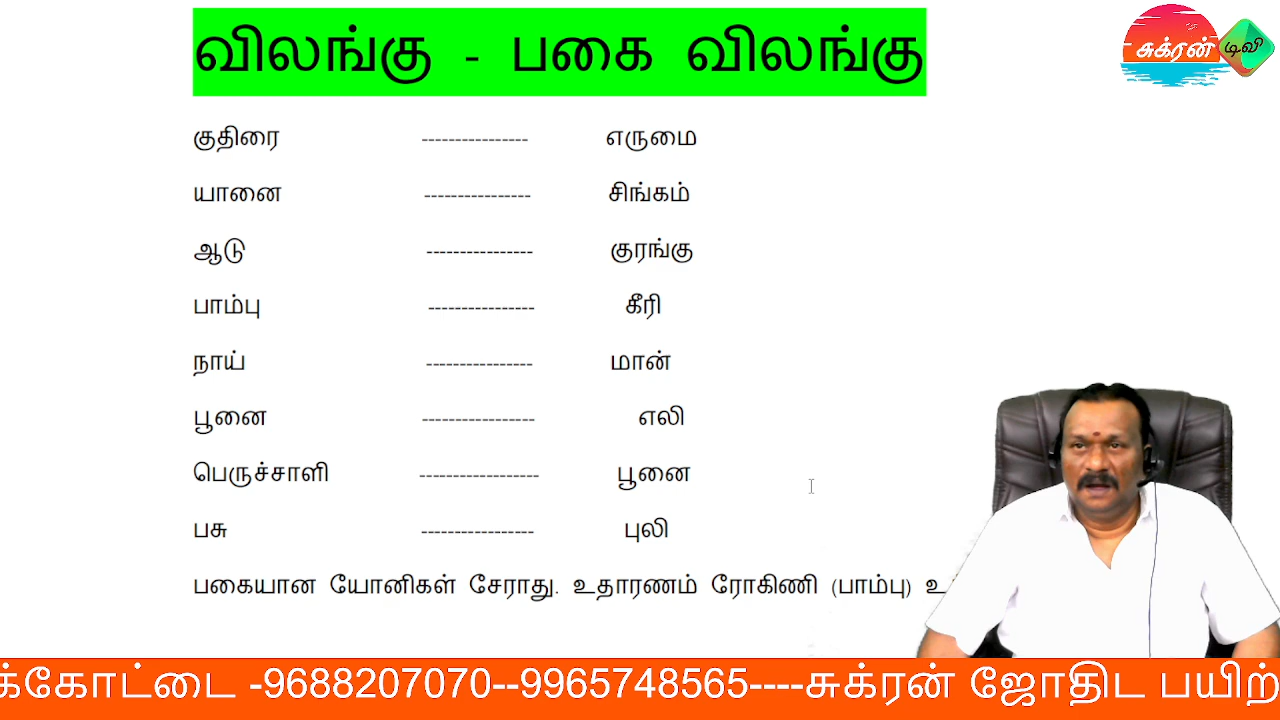 விலங்கு - பகை விலங்கு
சுக்ரன் டிவி
குதிரை ---------------- எருமை
யானை ---------------- சிங்கம்
ஆடு ---------------- குரங்கு
பாம்பு ---------------- கீரி
நாய் ---------------- மான்
பூனை ----------------- எலி
பெருச்சாளி ------------------ பூனை
பசு ----------------- புலி
பகையான யோனிகள் சேராது. உதாரணம் ரோகிணி (பாம்பு)
க்கோட்டை -9688207070--9965748565----சுக்ரன் ஜோதிட பயிற்